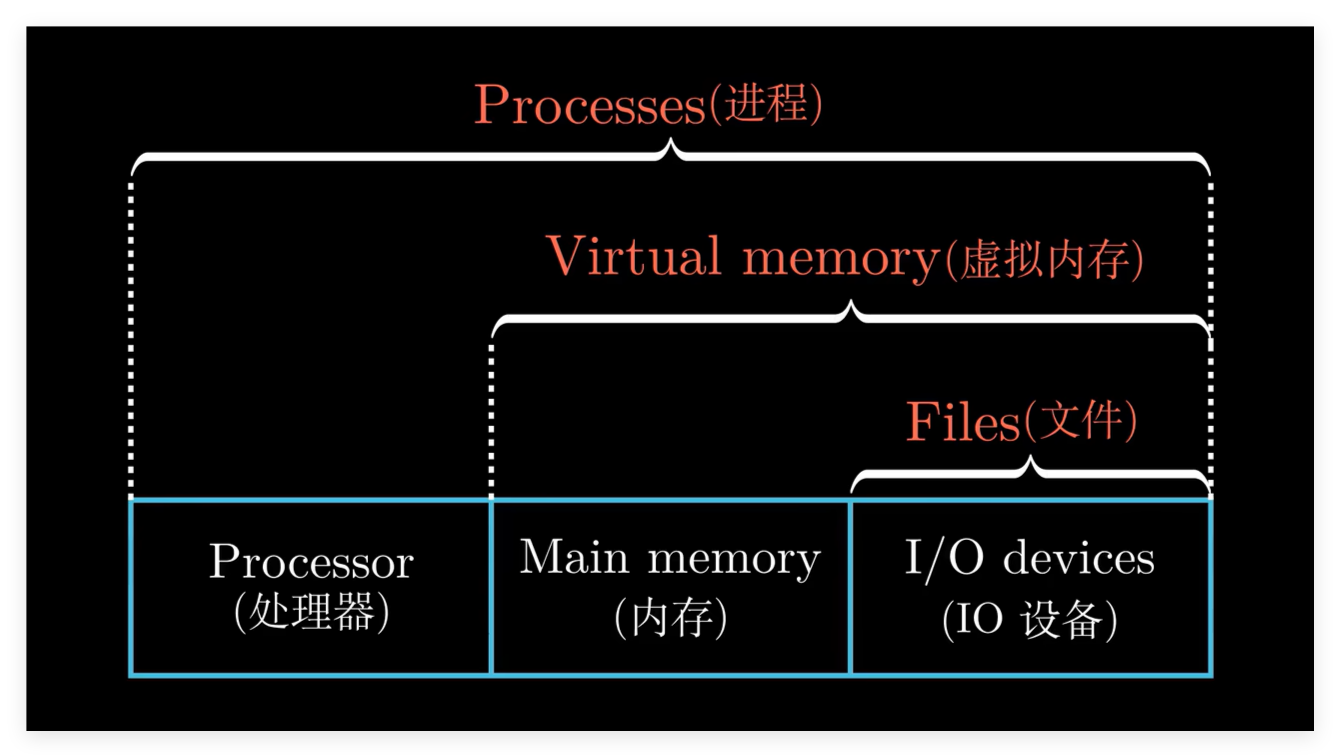 Processes(进程)
Virtual memory(虚拟内存)
Files(文件)
Processor
(处理器)
Main memory
(内存)
I/O devices
(IO 设备)